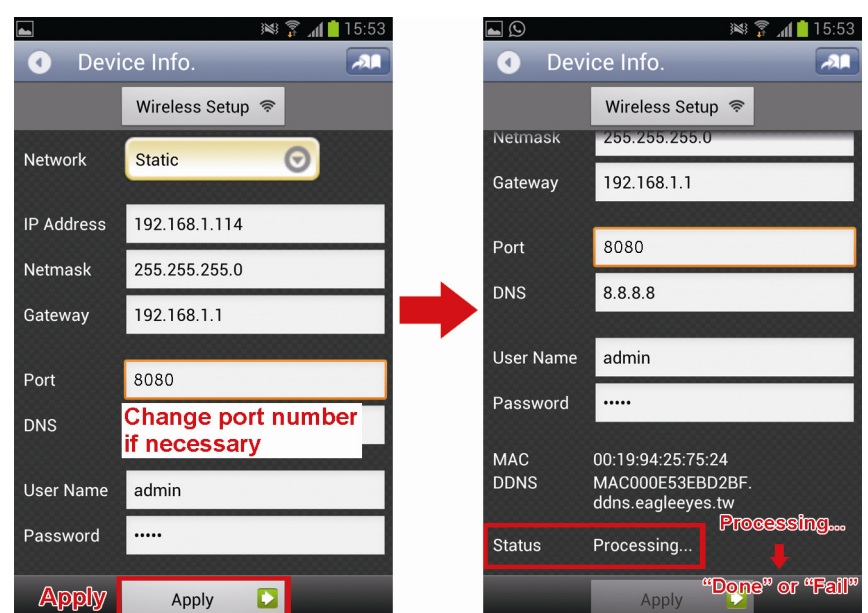 15:53
Device Info.
Wireless Setup
Network Static
IP Address 192.168.1.114
Netmask 255.255.255.0
Gateway 192.168.1.1
Port 8080
Change port number
if necessary
DNS
User Name admin
Password •••••
Apply Apply
15:53
Device Info.
Wireless Setup
Netmask 255.255.255.0
Gateway 192.168.1.1
Port 8080
DNS 8.8.8.8
User Name admin
Password •••••
MAC 00:19:94:25:75:24
DDNS MAC000E53EBD2BF.
ddns.eagleeyes.tw
Processing...
Status Processing...
"Done" or "Fail"
Apply